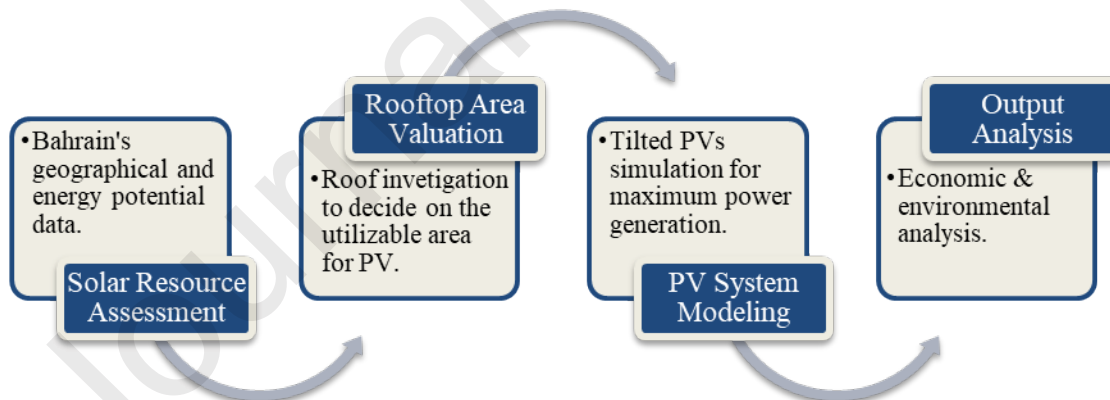 •Bahrain's
geographical and
energy potential
data.
Solar Resource
Assessment
Rooftop Area
Valuation
•Roof invetigation
to decide on the
utilizable area
for PV.
•Tilted PVs
simulation for
maximum power
generation.
PV System
Modeling
Output
Analysis
•Economic &
environmental
analysis.